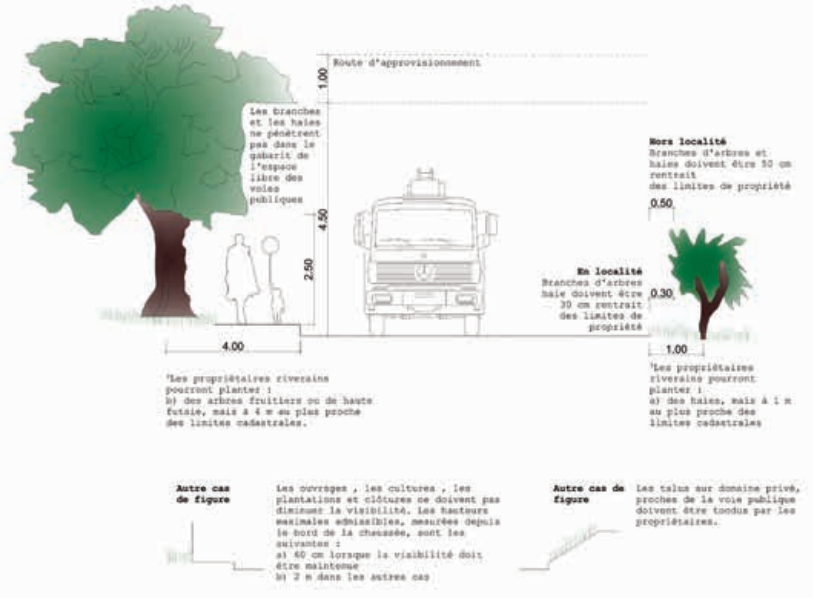 1.00
Route d'approvisionnement
Les branches
et les haies
ne pénètrent
pas dans le
gabarit de
l'espace
libre des
voies
publiques
4.50
2.50
4.00
Hors localité
Branches d'arbres et
haies doivent être 50 cm
rentrait
des limites de propriété
0.50
En localité
Branches d'arbres
haie doivent être
30 cm rentrait
des limites de
propriété
0.30
1.00
¹Les propriétaires riverains
pourront planter :
b) des arbres fruitiers ou de haute
futaie, mais à 4 m au plus proche
des limites cadastrales.
¹Les propriétaires
riverains pourront
planter :
a) des haies, mais à 1 m
au plus proche des
limites cadastrales
Autre cas
de figure
Les ouvrages , les cultures , les
plantations et clôtures ne doivent pas
diminuer la visibilité. Les hauteurs
maximales admissibles, mesurées depuis
le bord de la chaussée, sont les
suivantes :
a) 60 cm lorsque la visibilité doit
être maintenue
b) 2 m dans les autres cas
Autre cas de
figure
Les talus sur domaine privé,
proches de la voie publique
doivent être tondus par les
propriétaires.